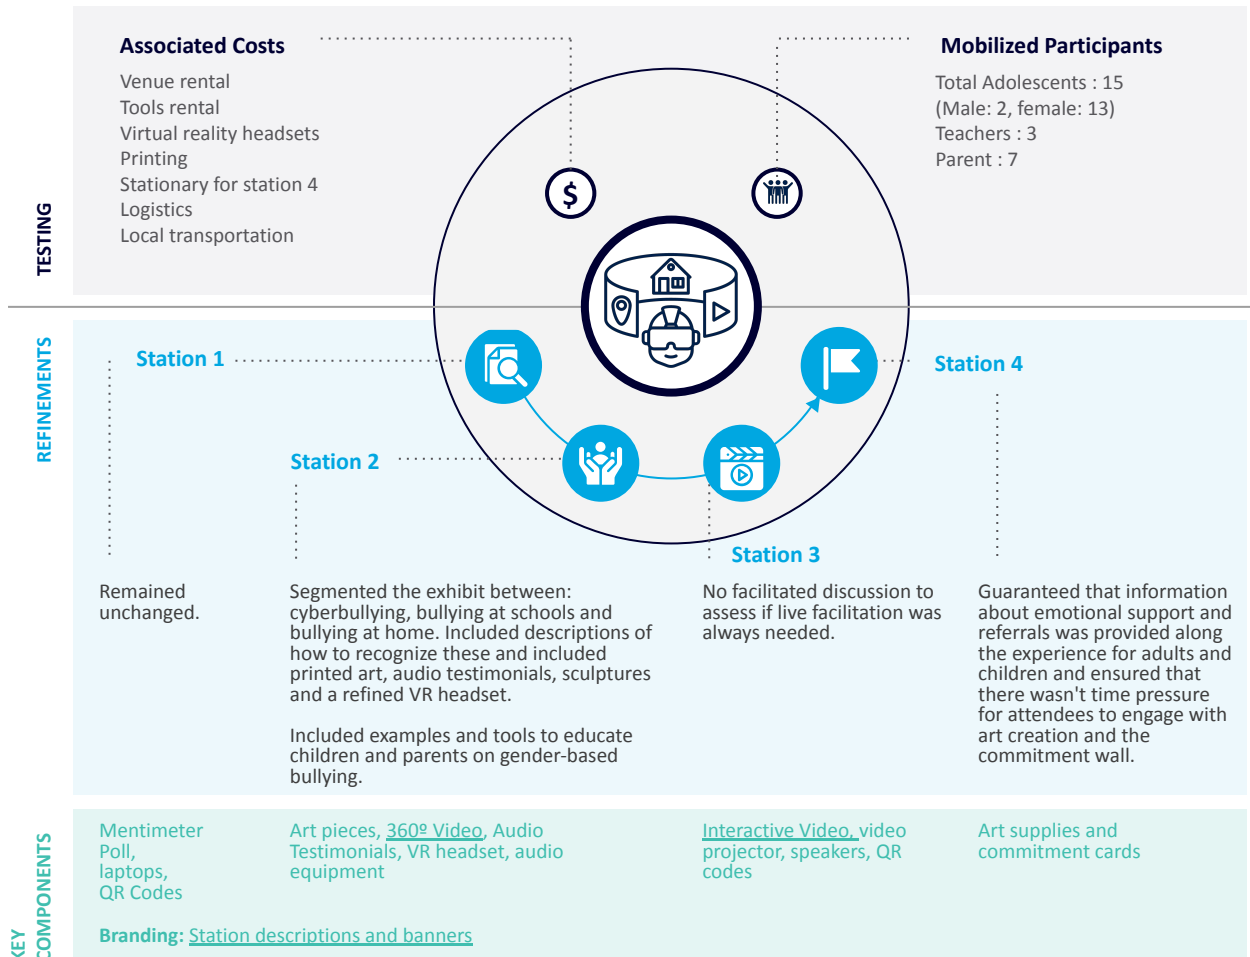 Associated Costs
Venue rental
Tools rental
Virtual reality headsets
Printing
Stationary for station 4
Logistics
Local transportation
Mobilized Participants
Total Adolescents : 15
(Male: 2, female: 13)
Teachers : 3
Parent : 7
TESTING
$
REFINEMENTS
Station 1
Remained
unchanged.
Station 2
Segmented the exhibit between:
cyberbullying, bullying at schools and
bullying at home. Included descriptions of
how to recognize these and included
printed art, audio testimonials, sculptures
and a refined VR headset.
Included examples and tools to educate
children and parents on gender-based
bullying.
Station 3
No facilitated discussion to
assess if live facilitation was
always needed.
Station 4
Guaranteed that information
about emotional support and
referrals was provided along
the experience for adults and
children and ensured that
there wasn't time pressure
for attendees to engage with
art creation and the
commitment wall.
KEY
COMPONENTS
Mentimeter
Poll,
laptops,
QR Codes
Art pieces, 360º Video, Audio
Testimonials, VR headset, audio
equipment
Interactive Video, video
projector, speakers, QR
codes
Art supplies and
commitment cards
Branding: Station descriptions and banners